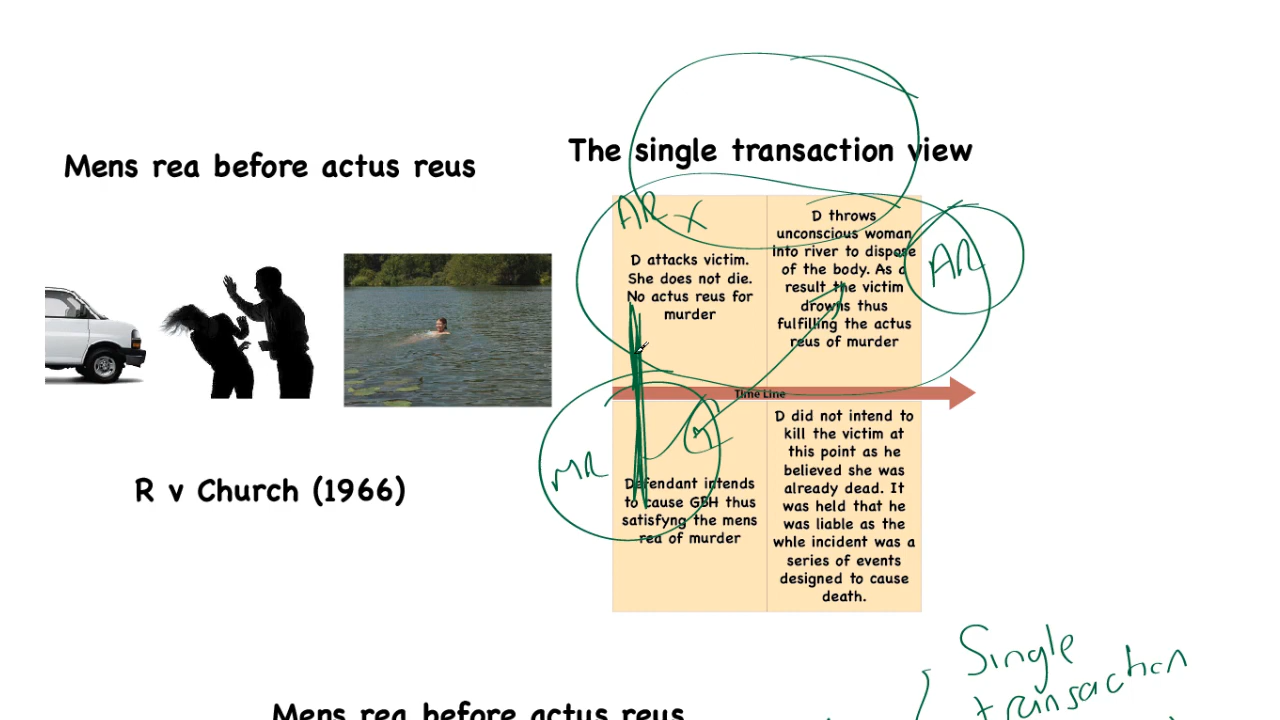 Mens rea before actus reus
R v Church (1966)
The single transaction view
AR X
D attacks victim.
She does not die.
No actus reus for
murder
D throws
unconscious woman
into river to dispose
of the body. As a
result the victim
drowns thus
fulfilling the actus
reus of murder
AR
Time Line
MR
Defendant intends
to cause GBH thus
satisfyng the mens
rea of murder
D did not intend to
kill the victim at
this point as he
believed she was
already dead. It
was held that he
was liable as the
whle incident was a
series of events
designed to cause
death.
Single
transaction
Mens rea before actus reus